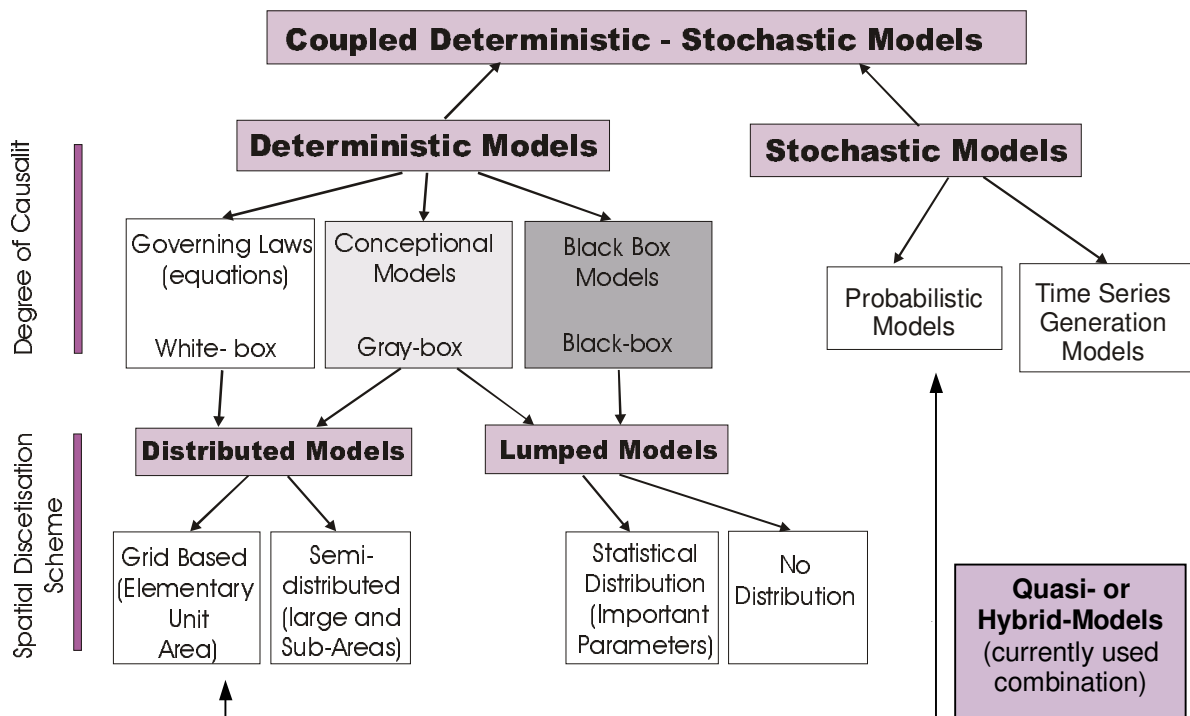 Coupled Deterministic - Stochastic Models
Deterministic Models
Stochastic Models
Degree of Causalit
Governing Laws
(equations)
White- box
Conceptional
Models
Gray-box
Black Box
Models
Black-box
Probabilistic
Models
Time Series
Generation
Models
Spatial Discetisation
Scheme
Distributed Models
Lumped Models
Grid Based
(Elementary
Unit
Area)
Semi-
distributed
(large and
Sub-Areas)
Statistical
Distribution
(Important
Parameters)
No
Distribution
Quasi- or
Hybrid-Models
(currently used
combination)